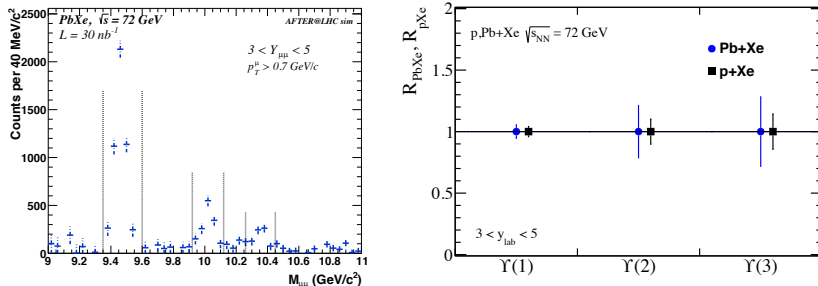 PbXe, √s = 72 GeV
AFTER@LHC sim
L = 30 nb⁻¹
3 < Y_μμ < 5
p_T^μ > 0.7 GeV/c
Counts per 40 MeV/c²
2500
2000
1500
1000
500
0
9 9.2 9.4 9.6 9.8 10 10.2 10.4 10.6 10.8 11
M_μμ (GeV/c²)
R_PbXe, R_pXe
2
1.5
1
0.5
0
p,Pb+Xe √s_NN = 72 GeV
Pb+Xe
p+Xe
3 < y_lab < 5
ϒ(1) ϒ(2) ϒ(3)